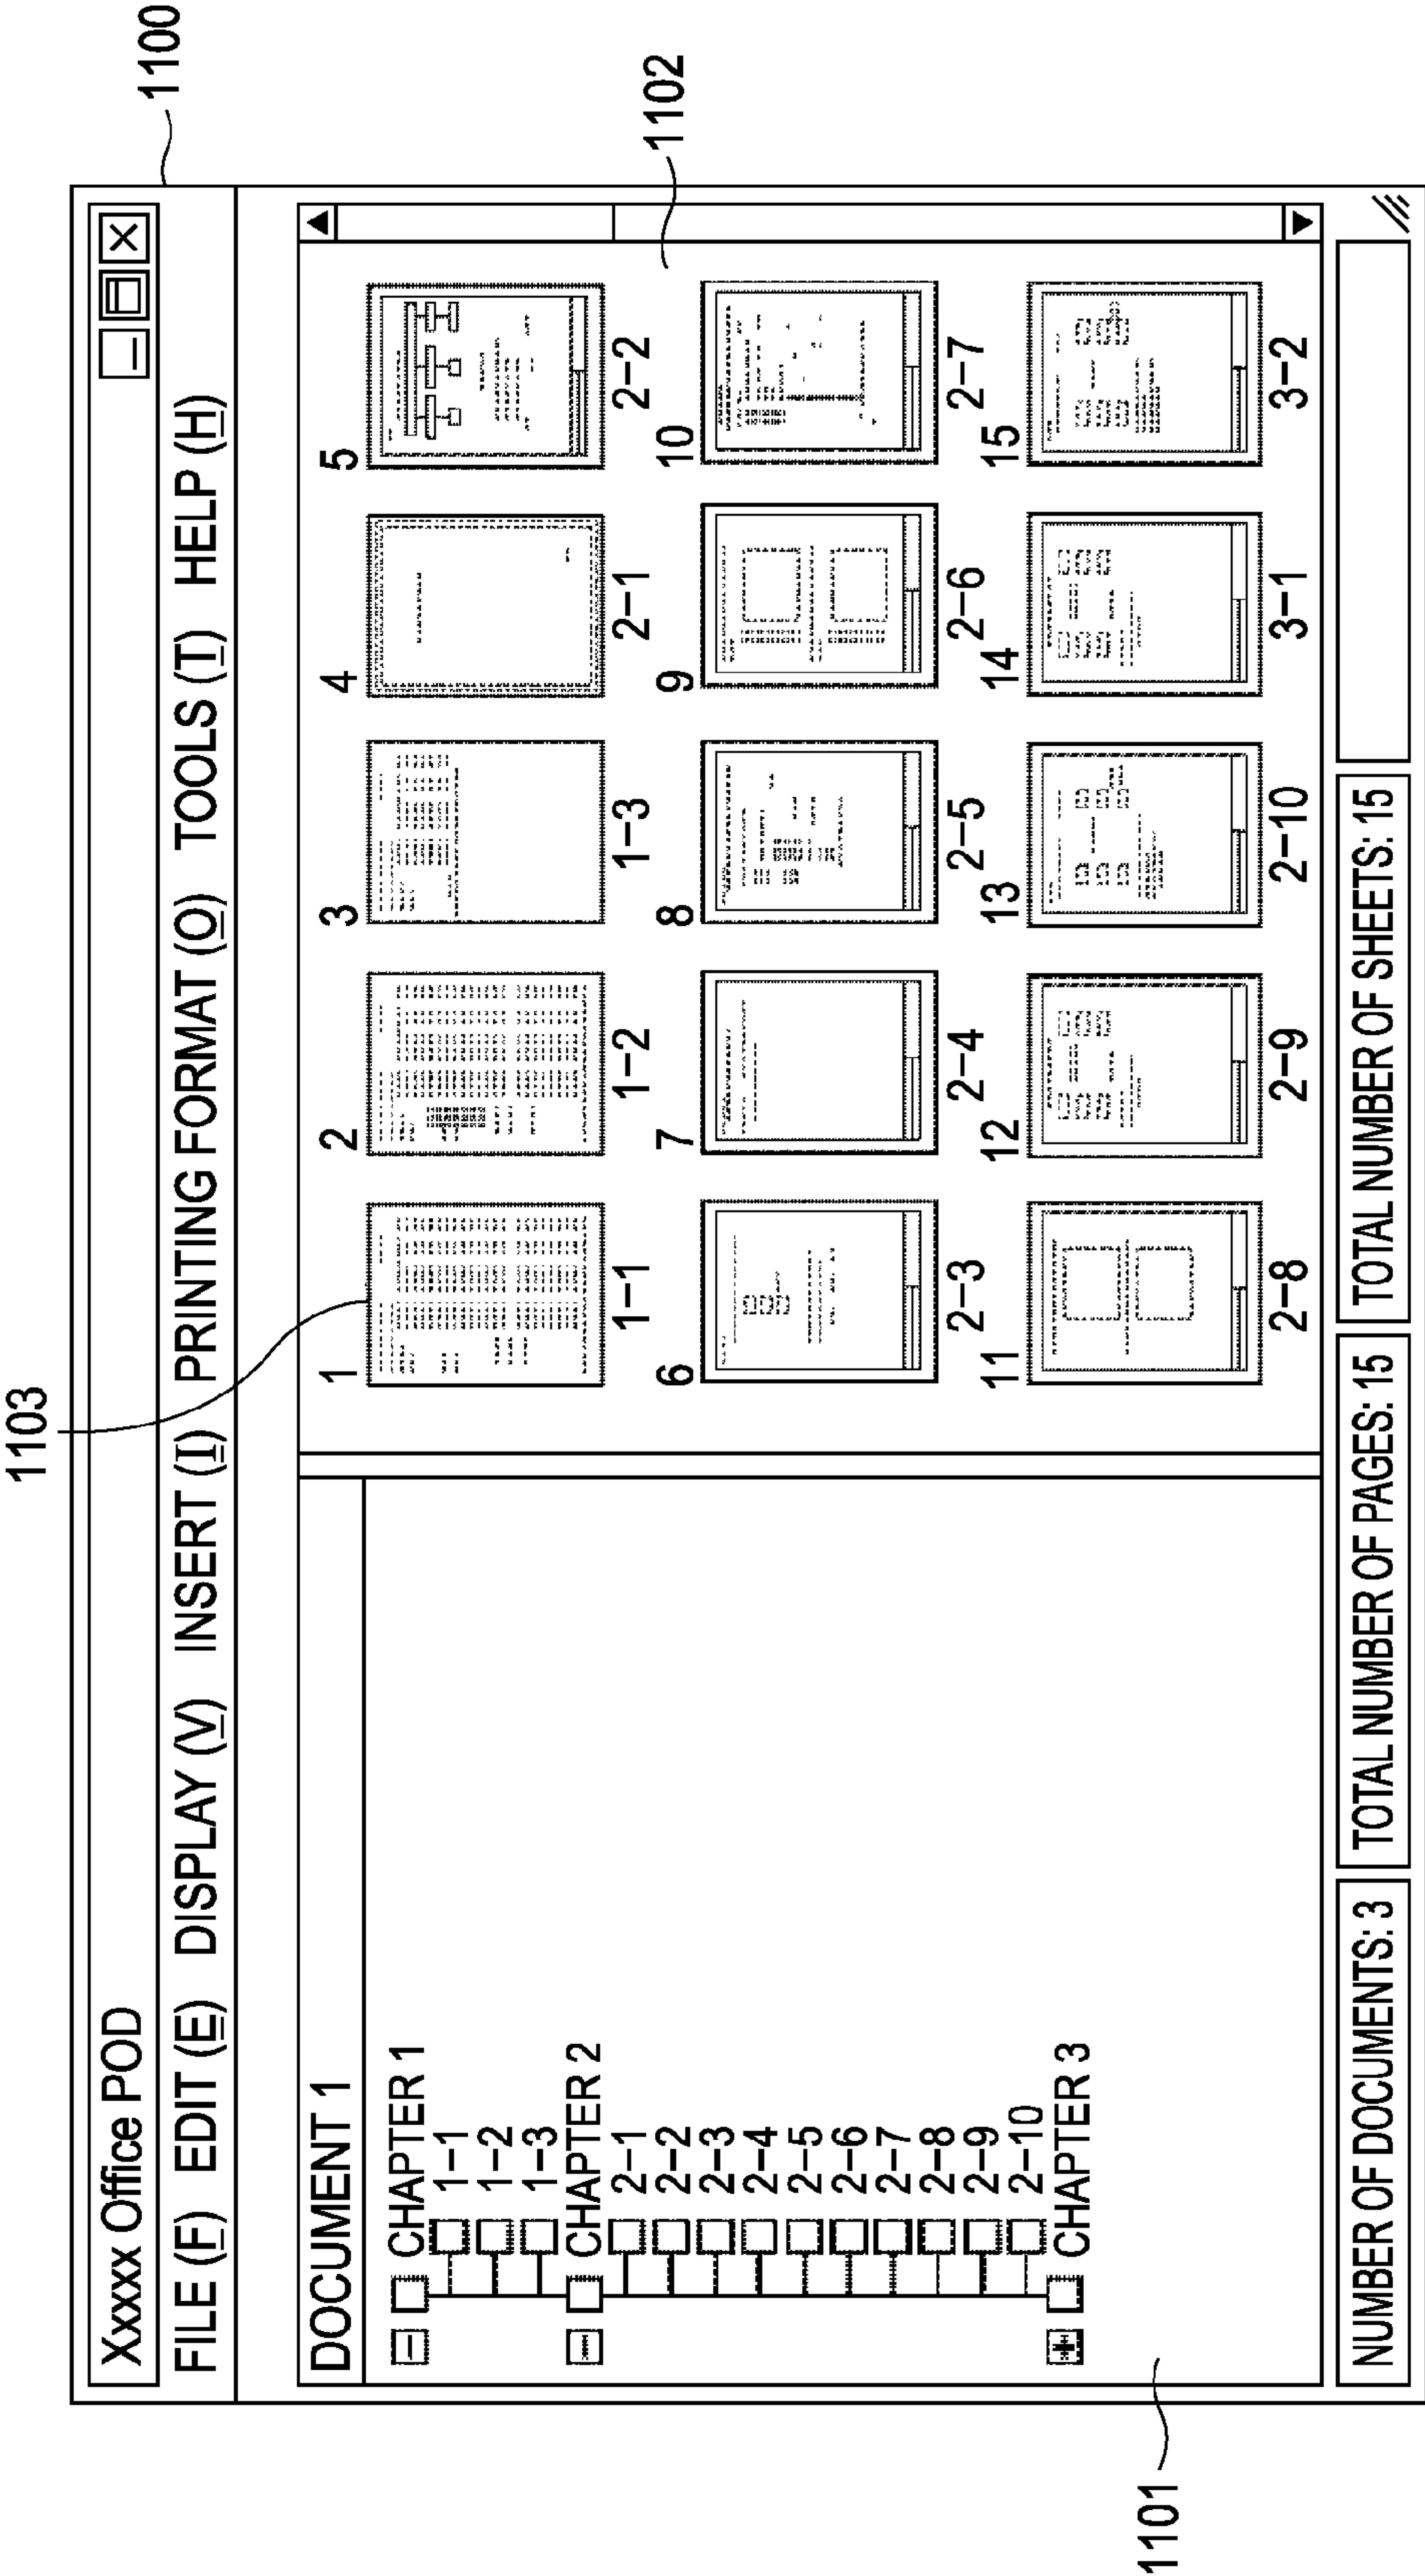 1103
1100
Xxxxx Office POD
FILE (F) EDIT (E) DISPLAY (V) INSERT (I) PRINTING FORMAT (O) TOOLS (T) HELP (H)
1102
DOCUMENT 1
CHAPTER 1
1-1
1-2
1-3
CHAPTER 2
2-1
2-2
2-3
2-4
2-5
2-6
2-7
2-8
2-9
2-10
CHAPTER 3
1 2 3 4 5
1-1 1-2 1-3 2-1 2-2
6 7 8 9 10
2-3 2-4 2-5 2-6 2-7
11 12 13 14 15
2-8 2-9 2-10 3-1 3-2
1101
NUMBER OF DOCUMENTS: 3 TOTAL NUMBER OF PAGES: 15 TOTAL NUMBER OF SHEETS: 15